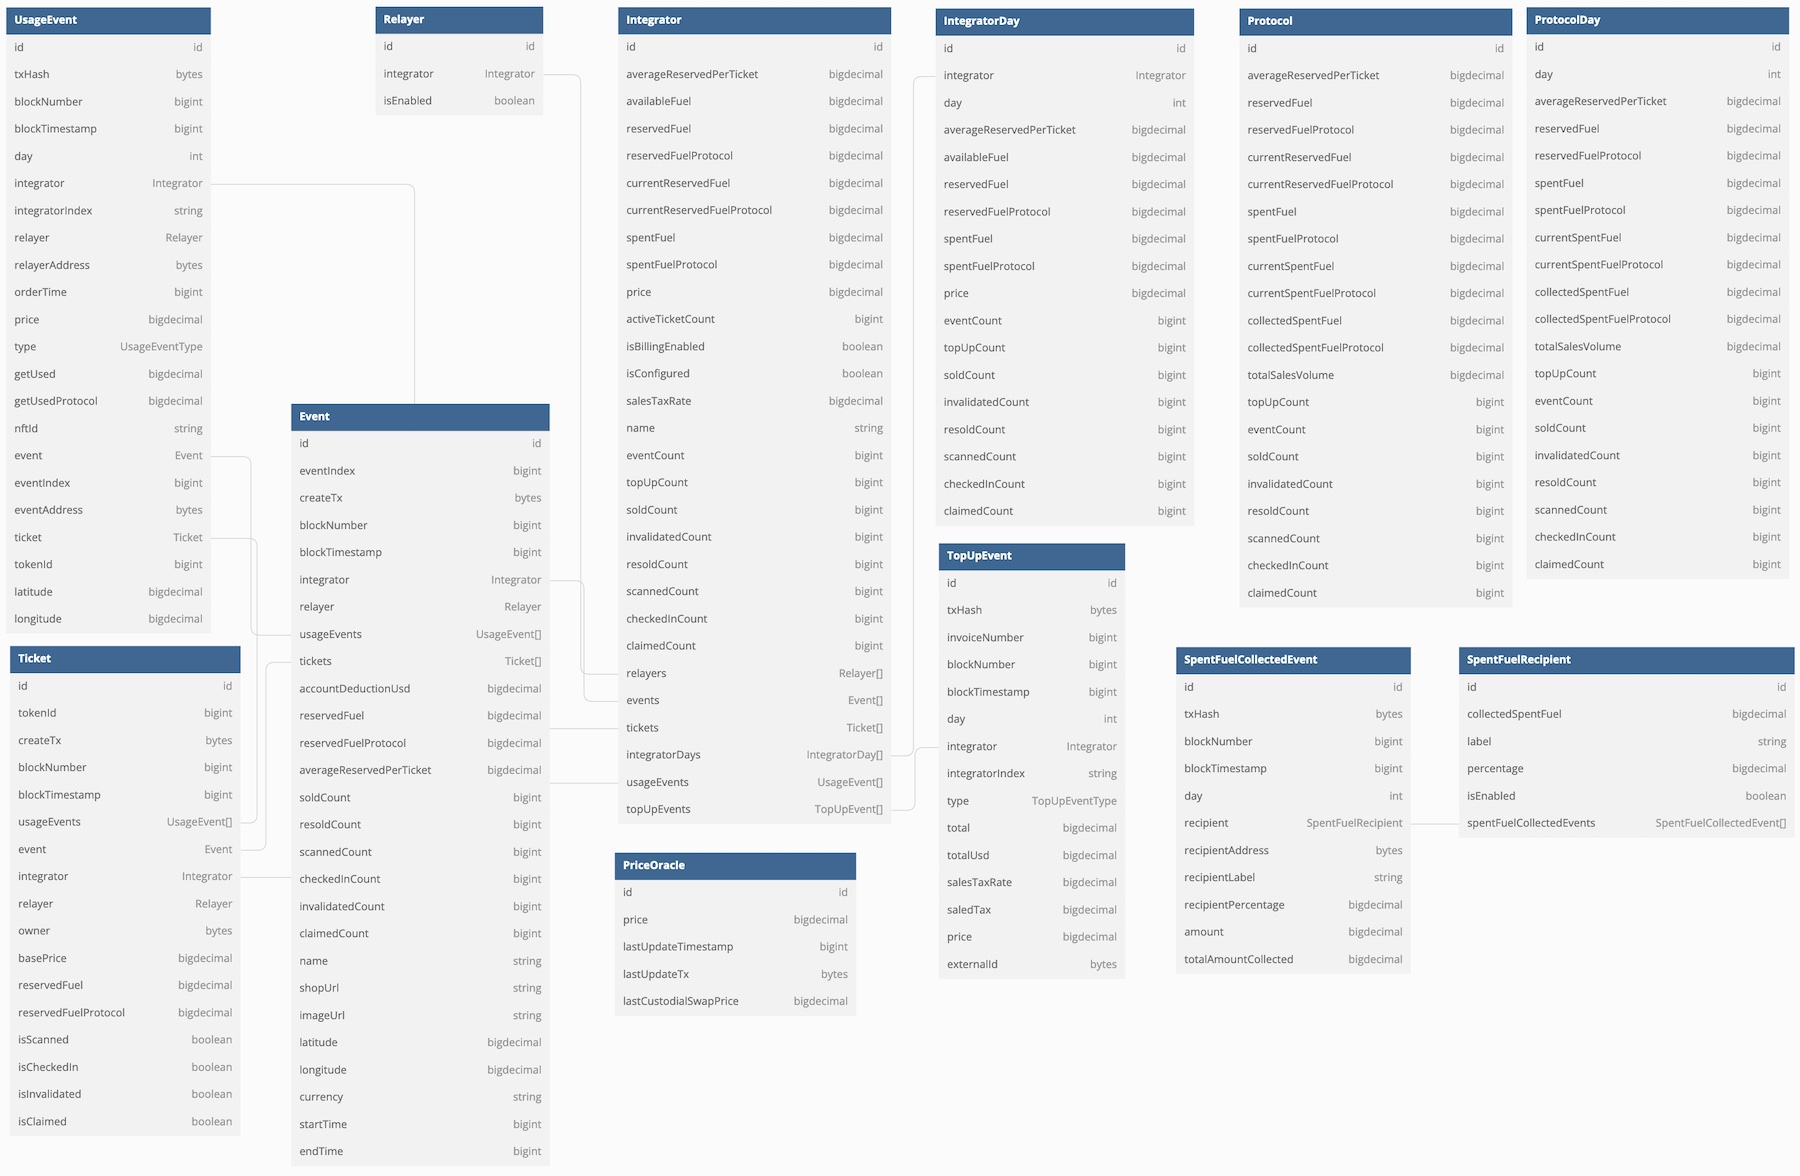 UsageEvent
id id
txHash bytes
blockNumber bigint
blockTimestamp bigint
day int
integrator Integrator
integratorIndex string
relayer Relayer
relayerAddress bytes
orderTime bigint
price bigdecimal
type UsageEventType
getUsed bigdecimal
getUsedProtocol bigdecimal
nftId string
event Event
eventIndex bigint
eventAddress bytes
ticket Ticket
tokenId bigint
latitude bigdecimal
longitude bigdecimal
Ticket
id id
tokenId bigint
createTx bytes
blockNumber bigint
blockTimestamp bigint
usageEvents UsageEvent[]
event Event
integrator Integrator
relayer Relayer
owner bytes
basePrice bigdecimal
reservedFuel bigdecimal
reservedFuelProtocol bigdecimal
isScanned boolean
isCheckedIn boolean
isInvalidated boolean
isClaimed boolean
Relayer
id id
integrator Integrator
isEnabled boolean
Event
id id
eventIndex bigint
createTx bytes
blockNumber bigint
blockTimestamp bigint
integrator Integrator
relayer Relayer
usageEvents UsageEvent[]
tickets Ticket[]
accountDeductionUsd bigdecimal
reservedFuel bigdecimal
reservedFuelProtocol bigdecimal
averageReservedPerTicket bigdecimal
soldCount bigint
resoldCount bigint
scannedCount bigint
checkedInCount bigint
invalidatedCount bigint
claimedCount bigint
name string
shopUrl string
imageUrl string
latitude bigdecimal
longitude bigdecimal
currency string
startTime bigint
endTime bigint
Integrator
id id
averageReservedPerTicket bigdecimal
availableFuel bigdecimal
reservedFuel bigdecimal
reservedFuelProtocol bigdecimal
currentReservedFuel bigdecimal
currentReservedFuelProtocol bigdecimal
spentFuel bigdecimal
spentFuelProtocol bigdecimal
price bigdecimal
activeTicketCount bigint
isBillingEnabled boolean
isConfigured boolean
salesTaxRate bigdecimal
name string
eventCount bigint
topUpCount bigint
soldCount bigint
invalidatedCount bigint
resoldCount bigint
scannedCount bigint
checkedInCount bigint
claimedCount bigint
relayers Relayer[]
events Event[]
tickets Ticket[]
integratorDays IntegratorDay[]
usageEvents UsageEvent[]
topUpEvents TopUpEvent[]
PriceOracle
id id
price bigdecimal
lastUpdateTimestamp bigint
lastUpdateTx bytes
lastCustodialSwapPrice bigdecimal
IntegratorDay
id id
integrator Integrator
day int
averageReservedPerTicket bigdecimal
availableFuel bigdecimal
reservedFuel bigdecimal
reservedFuelProtocol bigdecimal
spentFuel bigdecimal
spentFuelProtocol bigdecimal
price bigdecimal
eventCount bigint
topUpCount bigint
soldCount bigint
invalidatedCount bigint
resoldCount bigint
scannedCount bigint
checkedInCount bigint
claimedCount bigint
TopUpEvent
id id
txHash bytes
invoiceNumber bigint
blockNumber bigint
blockTimestamp bigint
day int
integrator Integrator
integratorIndex string
type TopUpEventType
total bigdecimal
totalUsd bigdecimal
salesTaxRate bigdecimal
saledTax bigdecimal
price bigdecimal
externalId bytes
Protocol
id id
averageReservedPerTicket bigdecimal
reservedFuel bigdecimal
reservedFuelProtocol bigdecimal
currentReservedFuel bigdecimal
currentReservedFuelProtocol bigdecimal
spentFuel bigdecimal
spentFuelProtocol bigdecimal
currentSpentFuel bigdecimal
currentSpentFuelProtocol bigdecimal
collectedSpentFuel bigdecimal
collectedSpentFuelProtocol bigdecimal
totalSalesVolume bigdecimal
topUpCount bigint
eventCount bigint
soldCount bigint
invalidatedCount bigint
resoldCount bigint
scannedCount bigint
checkedInCount bigint
claimedCount bigint
ProtocolDay
id id
day int
averageReservedPerTicket bigdecimal
reservedFuel bigdecimal
reservedFuelProtocol bigdecimal
spentFuel bigdecimal
spentFuelProtocol bigdecimal
currentSpentFuel bigdecimal
currentSpentFuelProtocol bigdecimal
collectedSpentFuel bigdecimal
collectedSpentFuelProtocol bigdecimal
totalSalesVolume bigdecimal
topUpCount bigint
eventCount bigint
soldCount bigint
invalidatedCount bigint
resoldCount bigint
scannedCount bigint
checkedInCount bigint
claimedCount bigint
SpentFuelCollectedEvent
id id
txHash bytes
blockNumber bigint
blockTimestamp bigint
day int
recipient SpentFuelRecipient
recipientAddress bytes
recipientLabel string
recipientPercentage bigdecimal
amount bigdecimal
totalAmountCollected bigdecimal
SpentFuelRecipient
id id
collectedSpentFuel bigdecimal
label string
percentage bigdecimal
isEnabled boolean
spentFuelCollectedEvents SpentFuelCollectedEvent[]